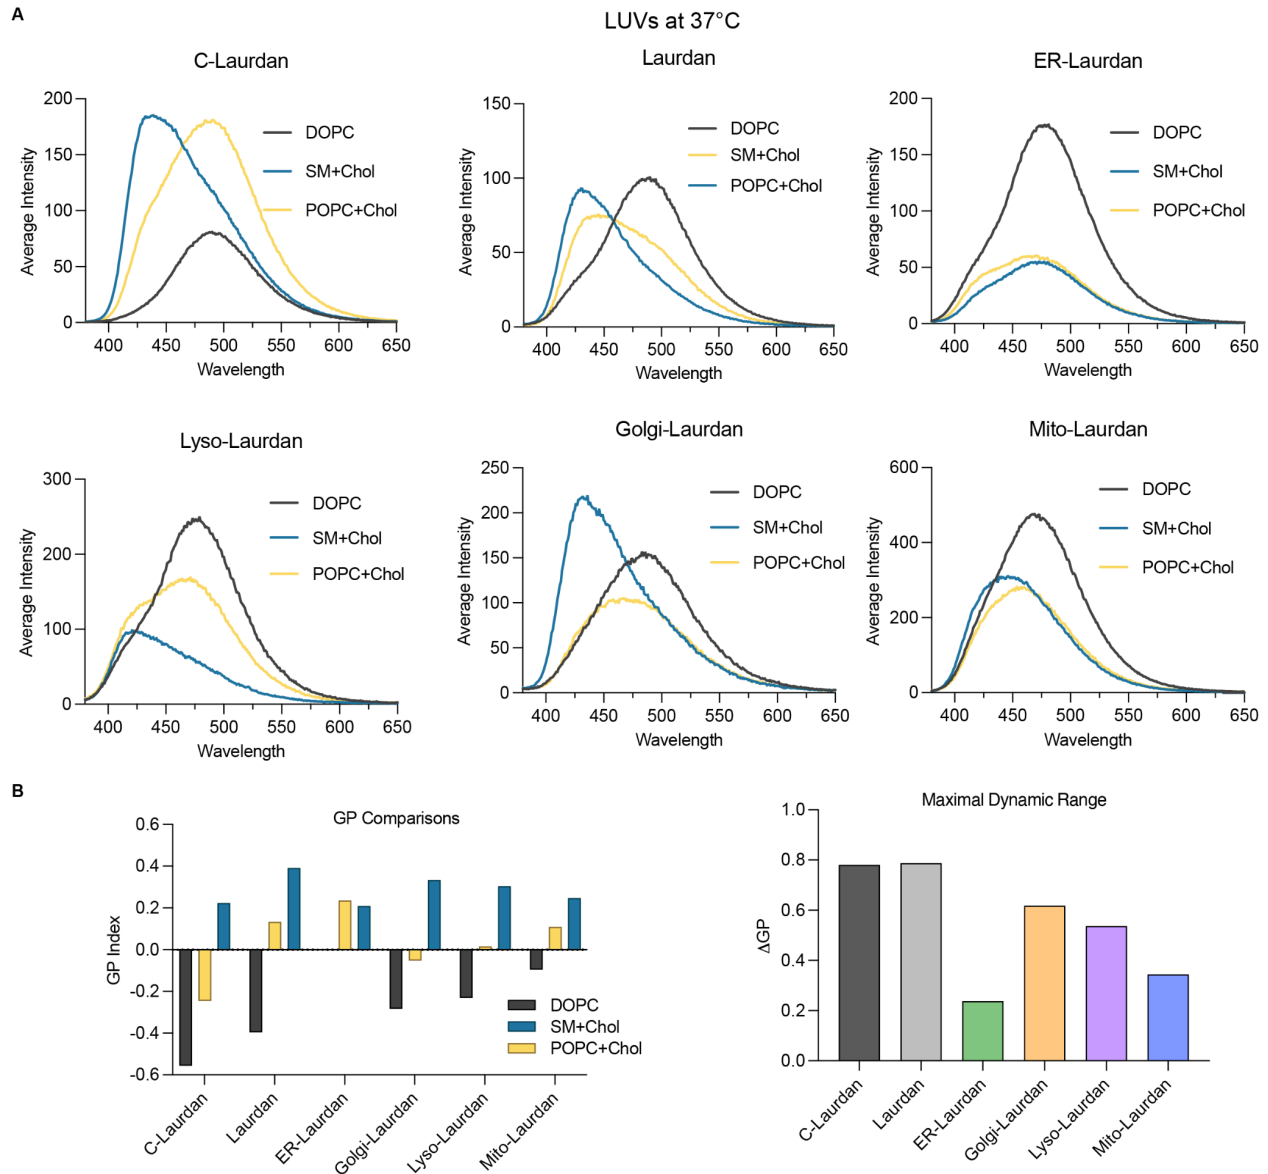 A
LUVs at 37°C
C-Laurdan
Average Intensity
200
150
100
50
0
400 450 500 550 600 650
Wavelength
DOPC
SM+Chol
POPC+Chol
Laurdan
Average Intensity
150
100
50
0
400 450 500 550 600 650
Wavelength
DOPC
SM+Chol
POPC+Chol
ER-Laurdan
Average Intensity
200
150
100
50
0
400 450 500 550 600 650
Wavelength
DOPC
SM+Chol
POPC+Chol
Lyso-Laurdan
Average Intensity
300
200
100
0
400 450 500 550 600 650
Wavelength
DOPC
SM+Chol
POPC+Chol
Golgi-Laurdan
Average Intensity
250
200
150
100
50
0
400 450 500 550 600 650
Wavelength
DOPC
SM+Chol
POPC+Chol
Mito-Laurdan
Average Intensity
600
400
200
0
400 450 500 550 600 650
Wavelength
DOPC
SM+Chol
POPC+Chol
B
GP Comparisons
GP Index
0.6
0.4
0.2
0.0
-0.2
-0.4
-0.6
DOPC
SM+Chol
POPC+Chol
C-Laurdan
Laurdan
ER-Laurdan
Golgi-Laurdan
Lyso-Laurdan
Mito-Laurdan
Maximal Dynamic Range
ΔGP
1.0
0.8
0.6
0.4
0.2
0.0
C-Laurdan
Laurdan
ER-Laurdan
Golgi-Laurdan
Lyso-Laurdan
Mito-Laurdan